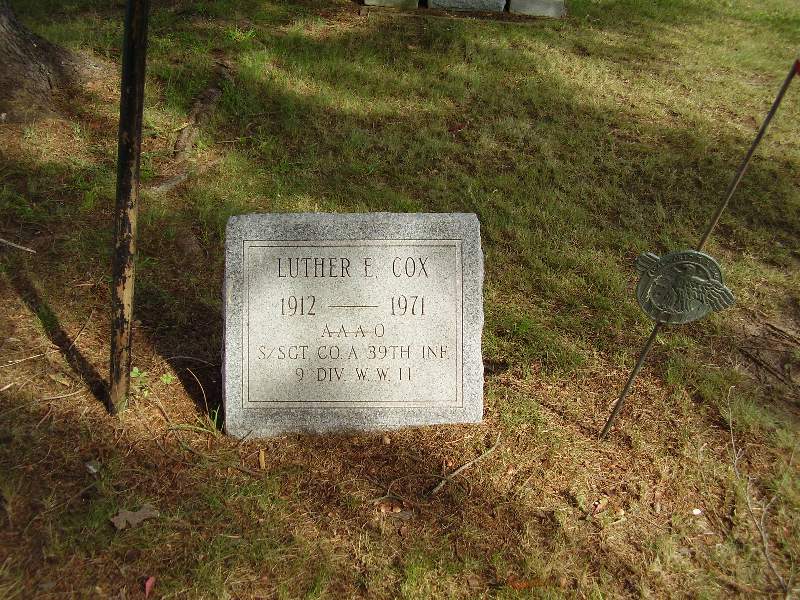 LUTHER E. COX
1912 — 1971
A-A-A-O
S/SGT. CO. A 39TH INF.
9 DIV. W. W. II